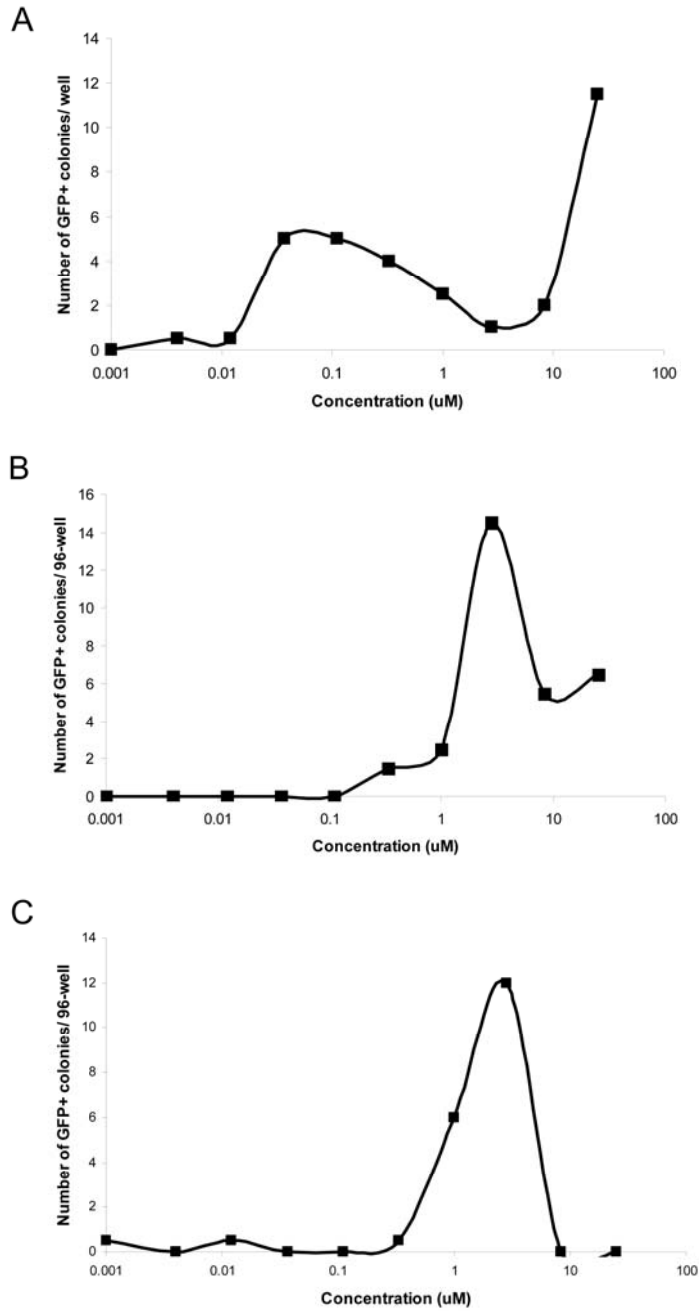 A
Number of GFP+ colonies/ well
14
12
10
8
6
4
2
0
0.001 0.01 0.1 1 10 100
Concentration (uM)
B
Number of GFP+ colonies/ 96-well
16
14
12
10
8
6
4
2
0
0.001 0.01 0.1 1 10 100
Concentration (uM)
C
Number of GFP+ colonies/ 96-well
14
12
10
8
6
4
2
0
0.001 0.01 0.1 1 10 100
Concentration (uM)